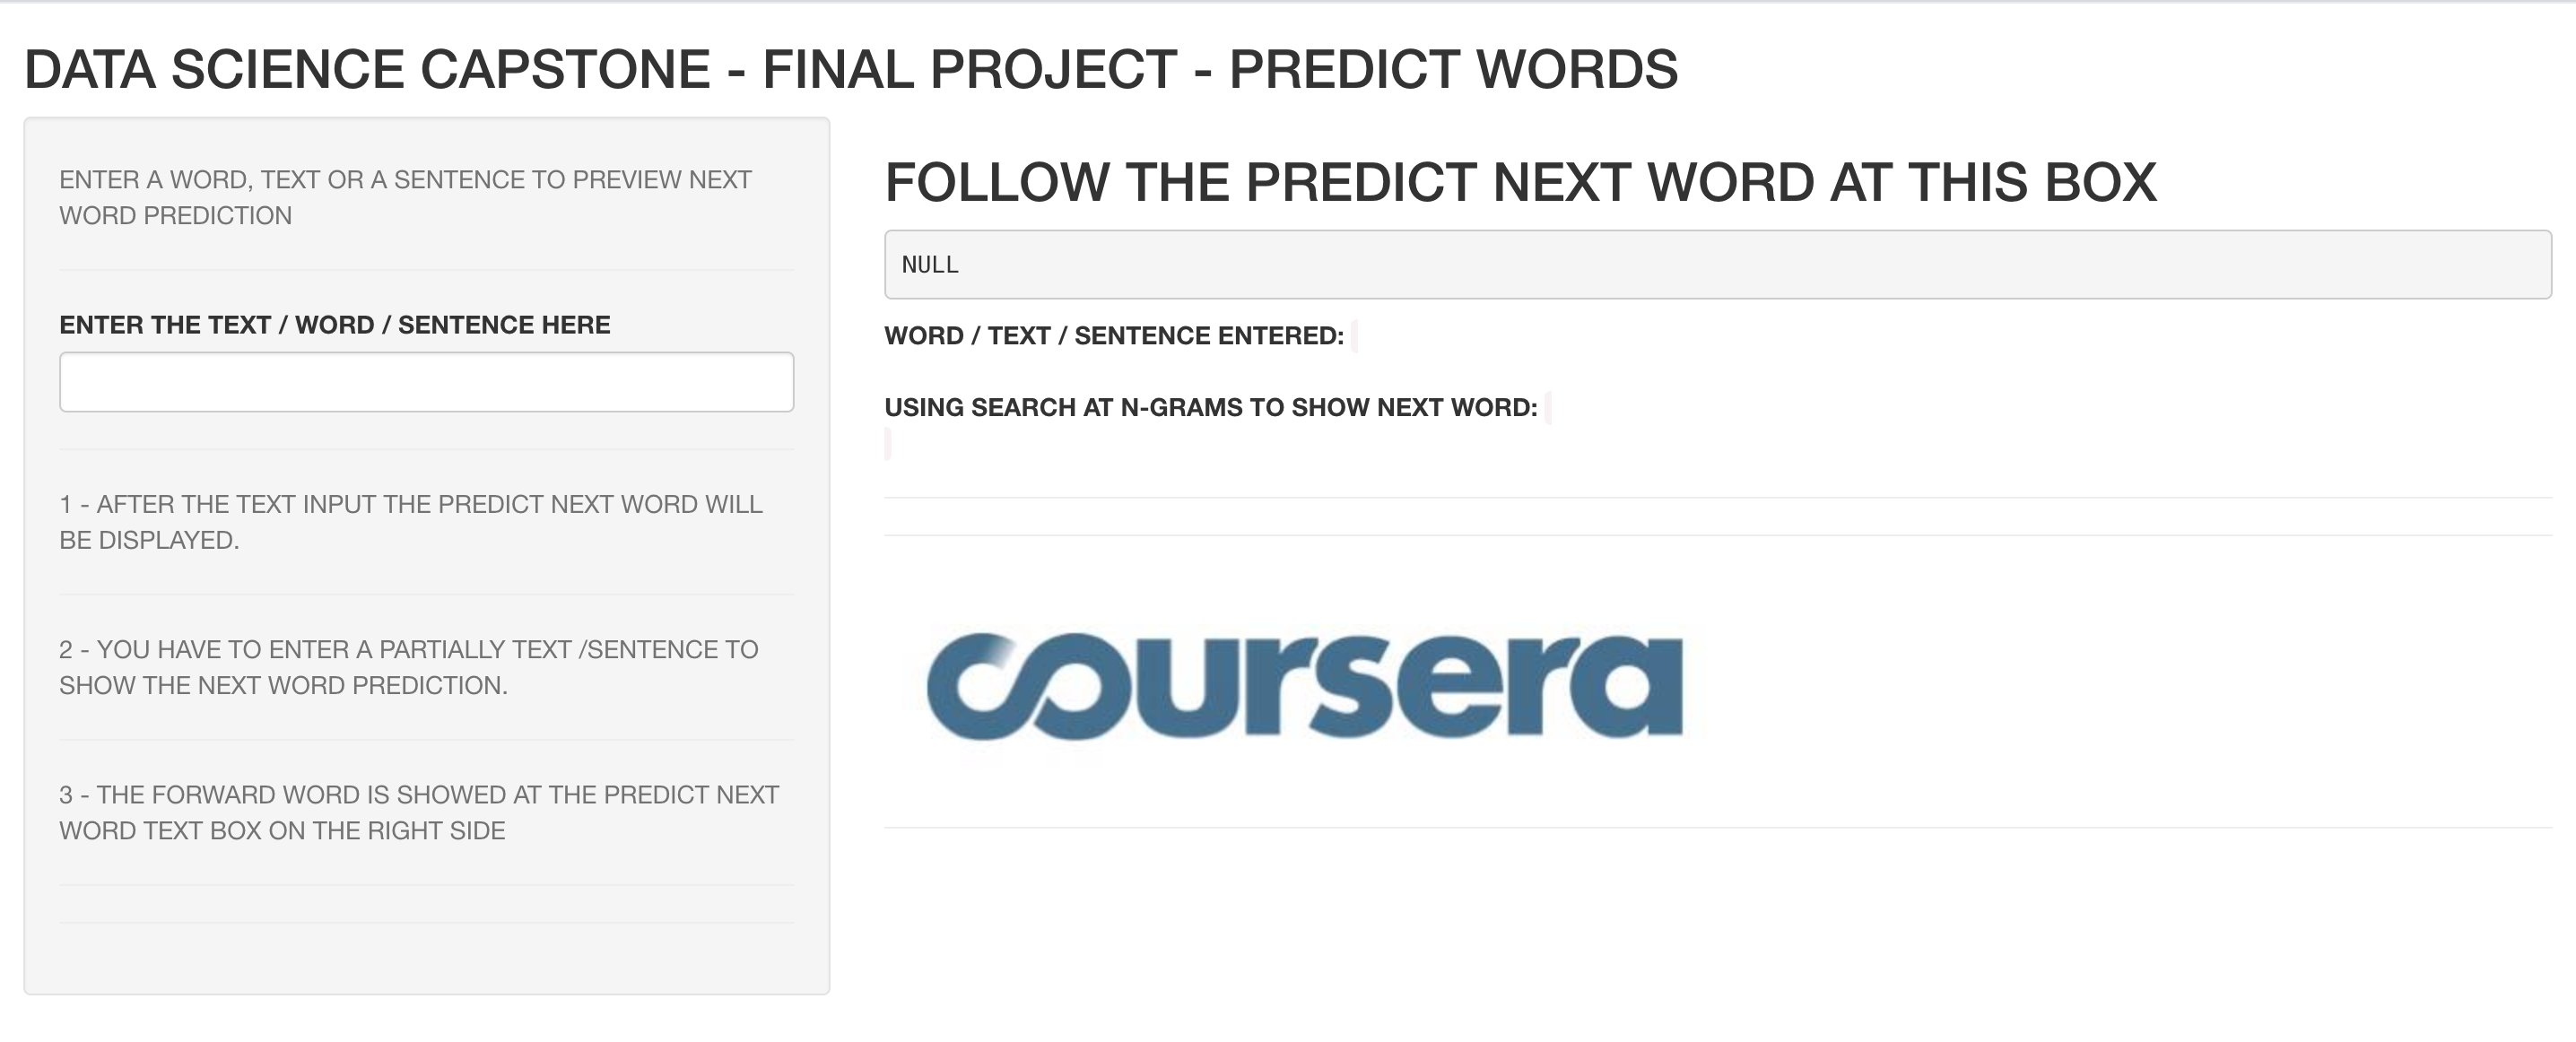 DATA SCIENCE CAPSTONE - FINAL PROJECT - PREDICT WORDS
ENTER A WORD, TEXT OR A SENTENCE TO PREVIEW NEXT
WORD PREDICTION
ENTER THE TEXT / WORD / SENTENCE HERE
1 - AFTER THE TEXT INPUT THE PREDICT NEXT WORD WILL
BE DISPLAYED.
2 - YOU HAVE TO ENTER A PARTIALLY TEXT /SENTENCE TO
SHOW THE NEXT WORD PREDICTION.
3 - THE FORWARD WORD IS SHOWED AT THE PREDICT NEXT
WORD TEXT BOX ON THE RIGHT SIDE
FOLLOW THE PREDICT NEXT WORD AT THIS BOX
NULL
WORD / TEXT / SENTENCE ENTERED:
USING SEARCH AT N-GRAMS TO SHOW NEXT WORD:
coursera